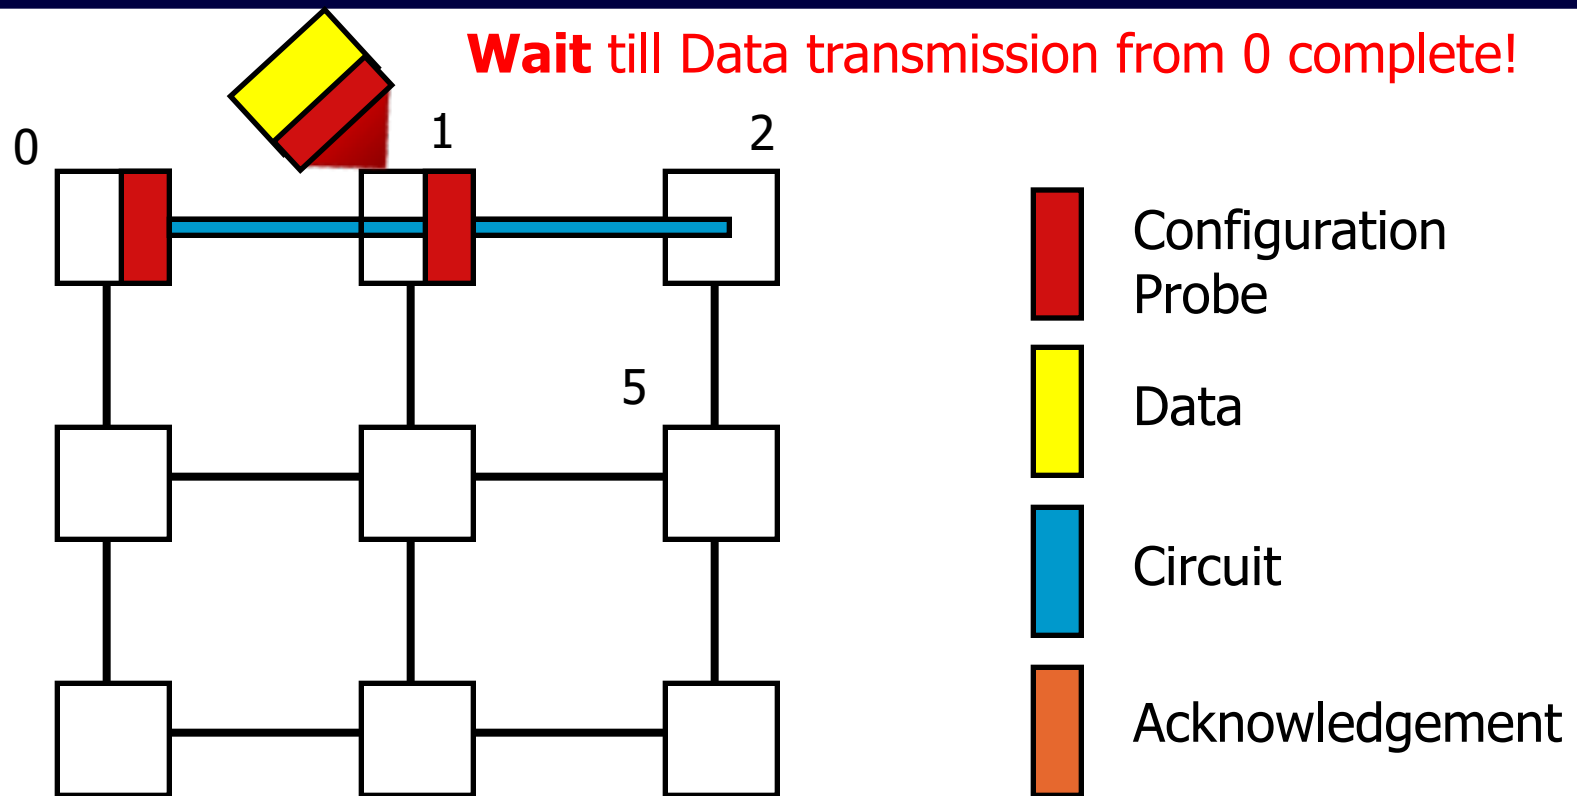 Wait till Data transmission from 0 complete!
0
1
2
5
Configuration
Probe
Data
Circuit
Acknowledgement